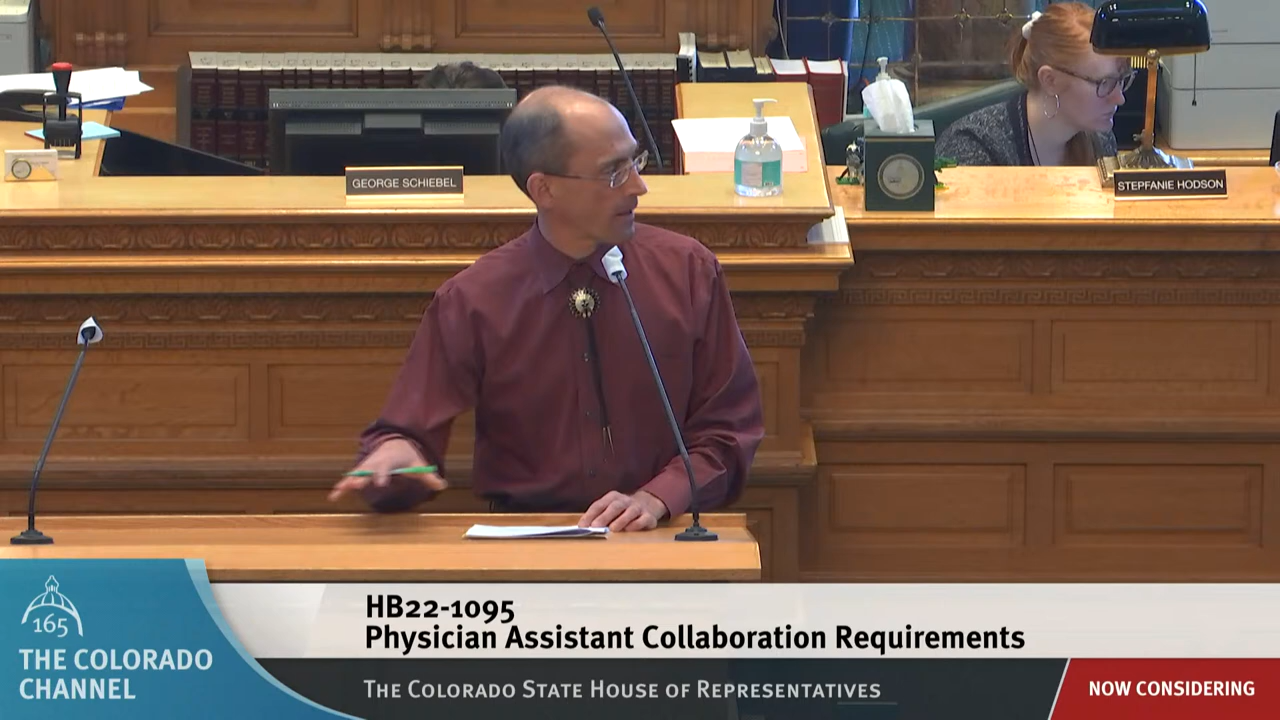 GEORGE SCHIEBEL
STEPFANIE HODSON
165
THE COLORADO
CHANNEL
HB22-1095
Physician Assistant Collaboration Requirements
The Colorado State House of Representatives
NOW CONSIDERING